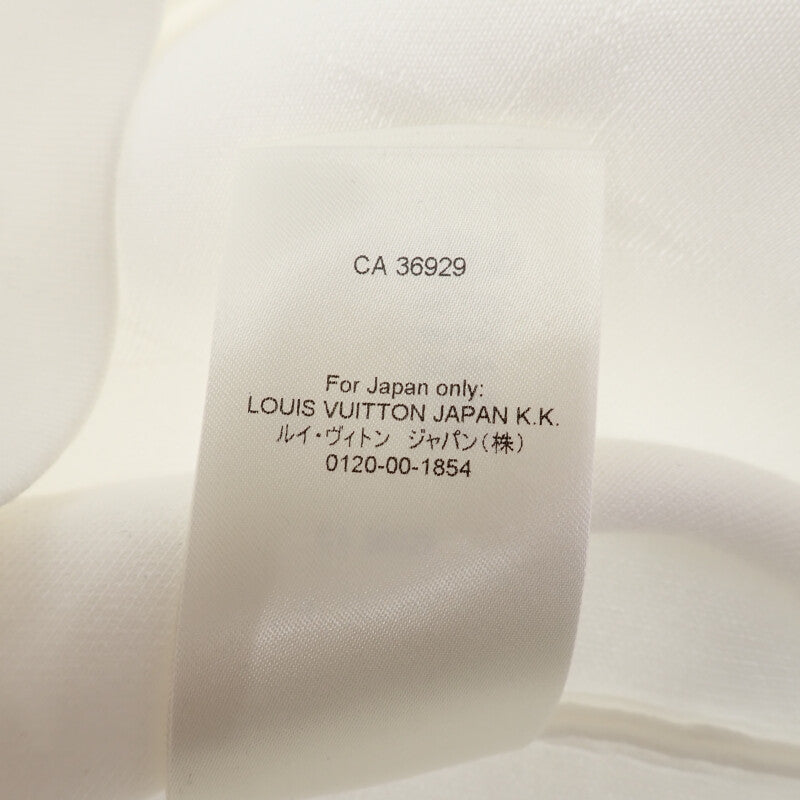 CA 36929
For Japan only:
LOUIS VUITTON JAPAN K.K.
ルイ・ヴィトン ジャパン(株)
0120-00-1854